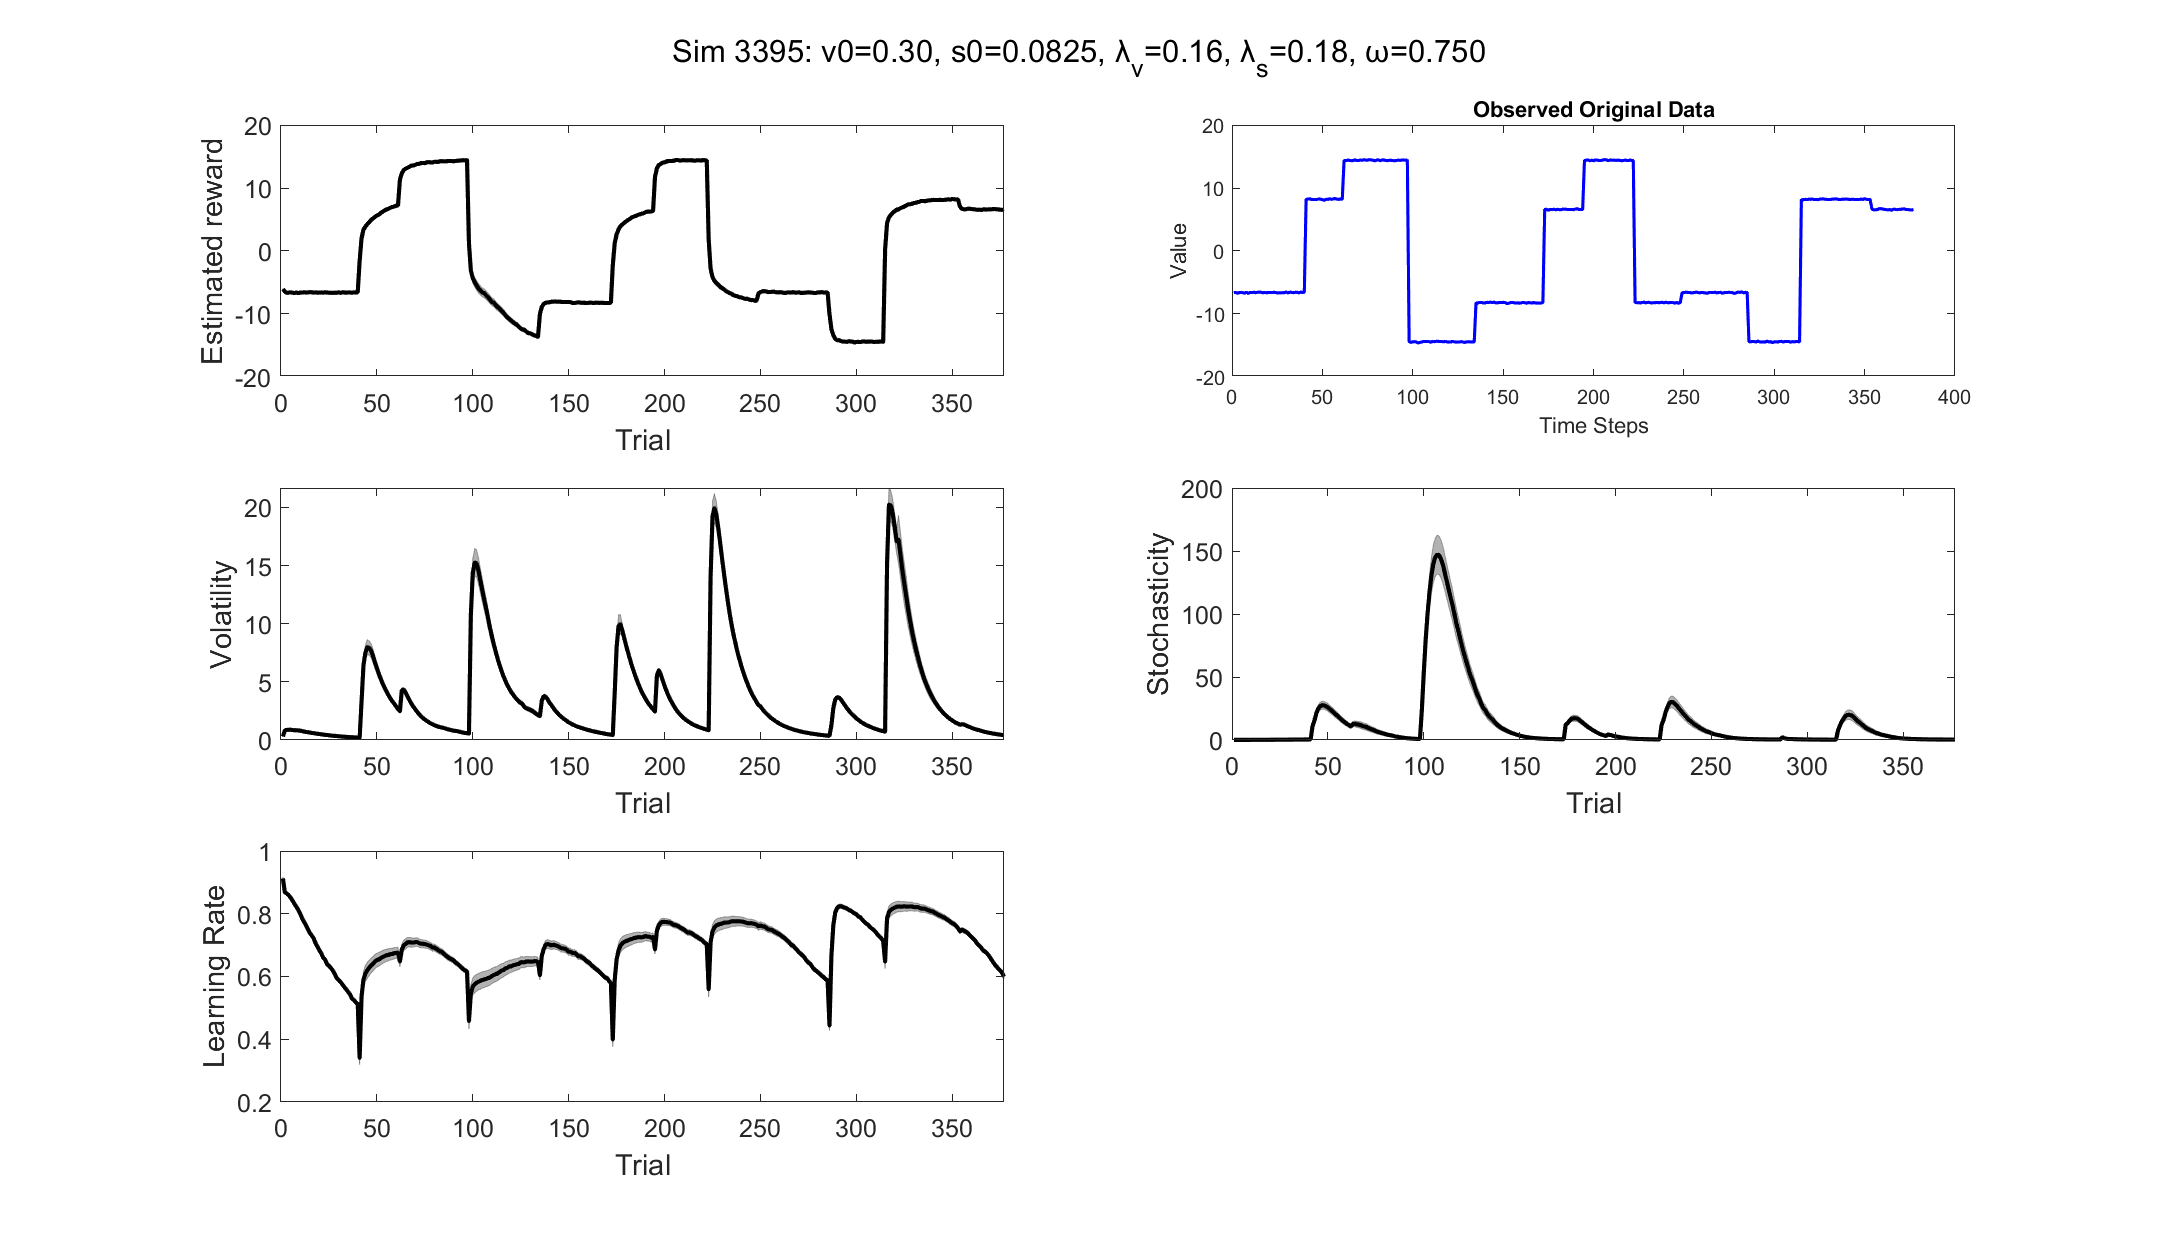 Sim 3395: v0=0.30, s0=0.0825, λ_v=0.16, λ_s=0.18, ω=0.750
Estimated reward
20
10
0
-10
-20
0 50 100 150 200 250 300 350
Trial
Observed Original Data
Value
20
10
0
-10
-20
0 50 100 150 200 250 300 350 400
Time Steps
Volatility
20
15
10
5
0
0 50 100 150 200 250 300 350
Trial
Stochasticity
200
150
100
50
0
0 50 100 150 200 250 300 350
Trial
Learning Rate
1
0.8
0.6
0.4
0.2
0 50 100 150 200 250 300 350
Trial